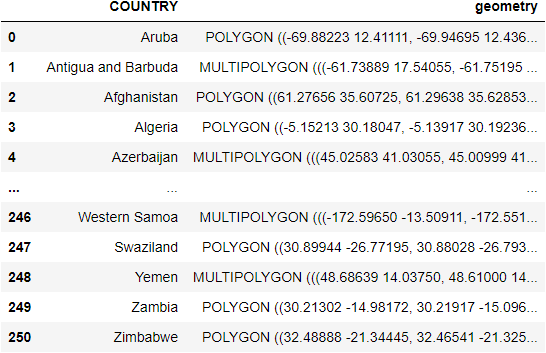 COUNTRY geometry
0 Aruba POLYGON ((-69.88223 12.41111, -69.94695 12.436...
1 Antigua and Barbuda MULTIPOLYGON (((-61.73889 17.54055, -61.75195 ...
2 Afghanistan POLYGON ((61.27656 35.60725, 61.29638 35.62853...
3 Algeria POLYGON ((-5.15213 30.18047, -5.13917 30.19236...
4 Azerbaijan MULTIPOLYGON (((45.02583 41.03055, 45.00999 41...
... ... ...
246 Western Samoa MULTIPOLYGON (((-172.59650 -13.50911, -172.551...
247 Swaziland POLYGON ((30.89944 -26.77195, 30.88028 -26.793...
248 Yemen MULTIPOLYGON (((48.68639 14.03750, 48.61000 14...
249 Zambia POLYGON ((30.21302 -14.98172, 30.21917 -15.096...
250 Zimbabwe POLYGON ((32.48888 -21.34445, 32.46541 -21.325...